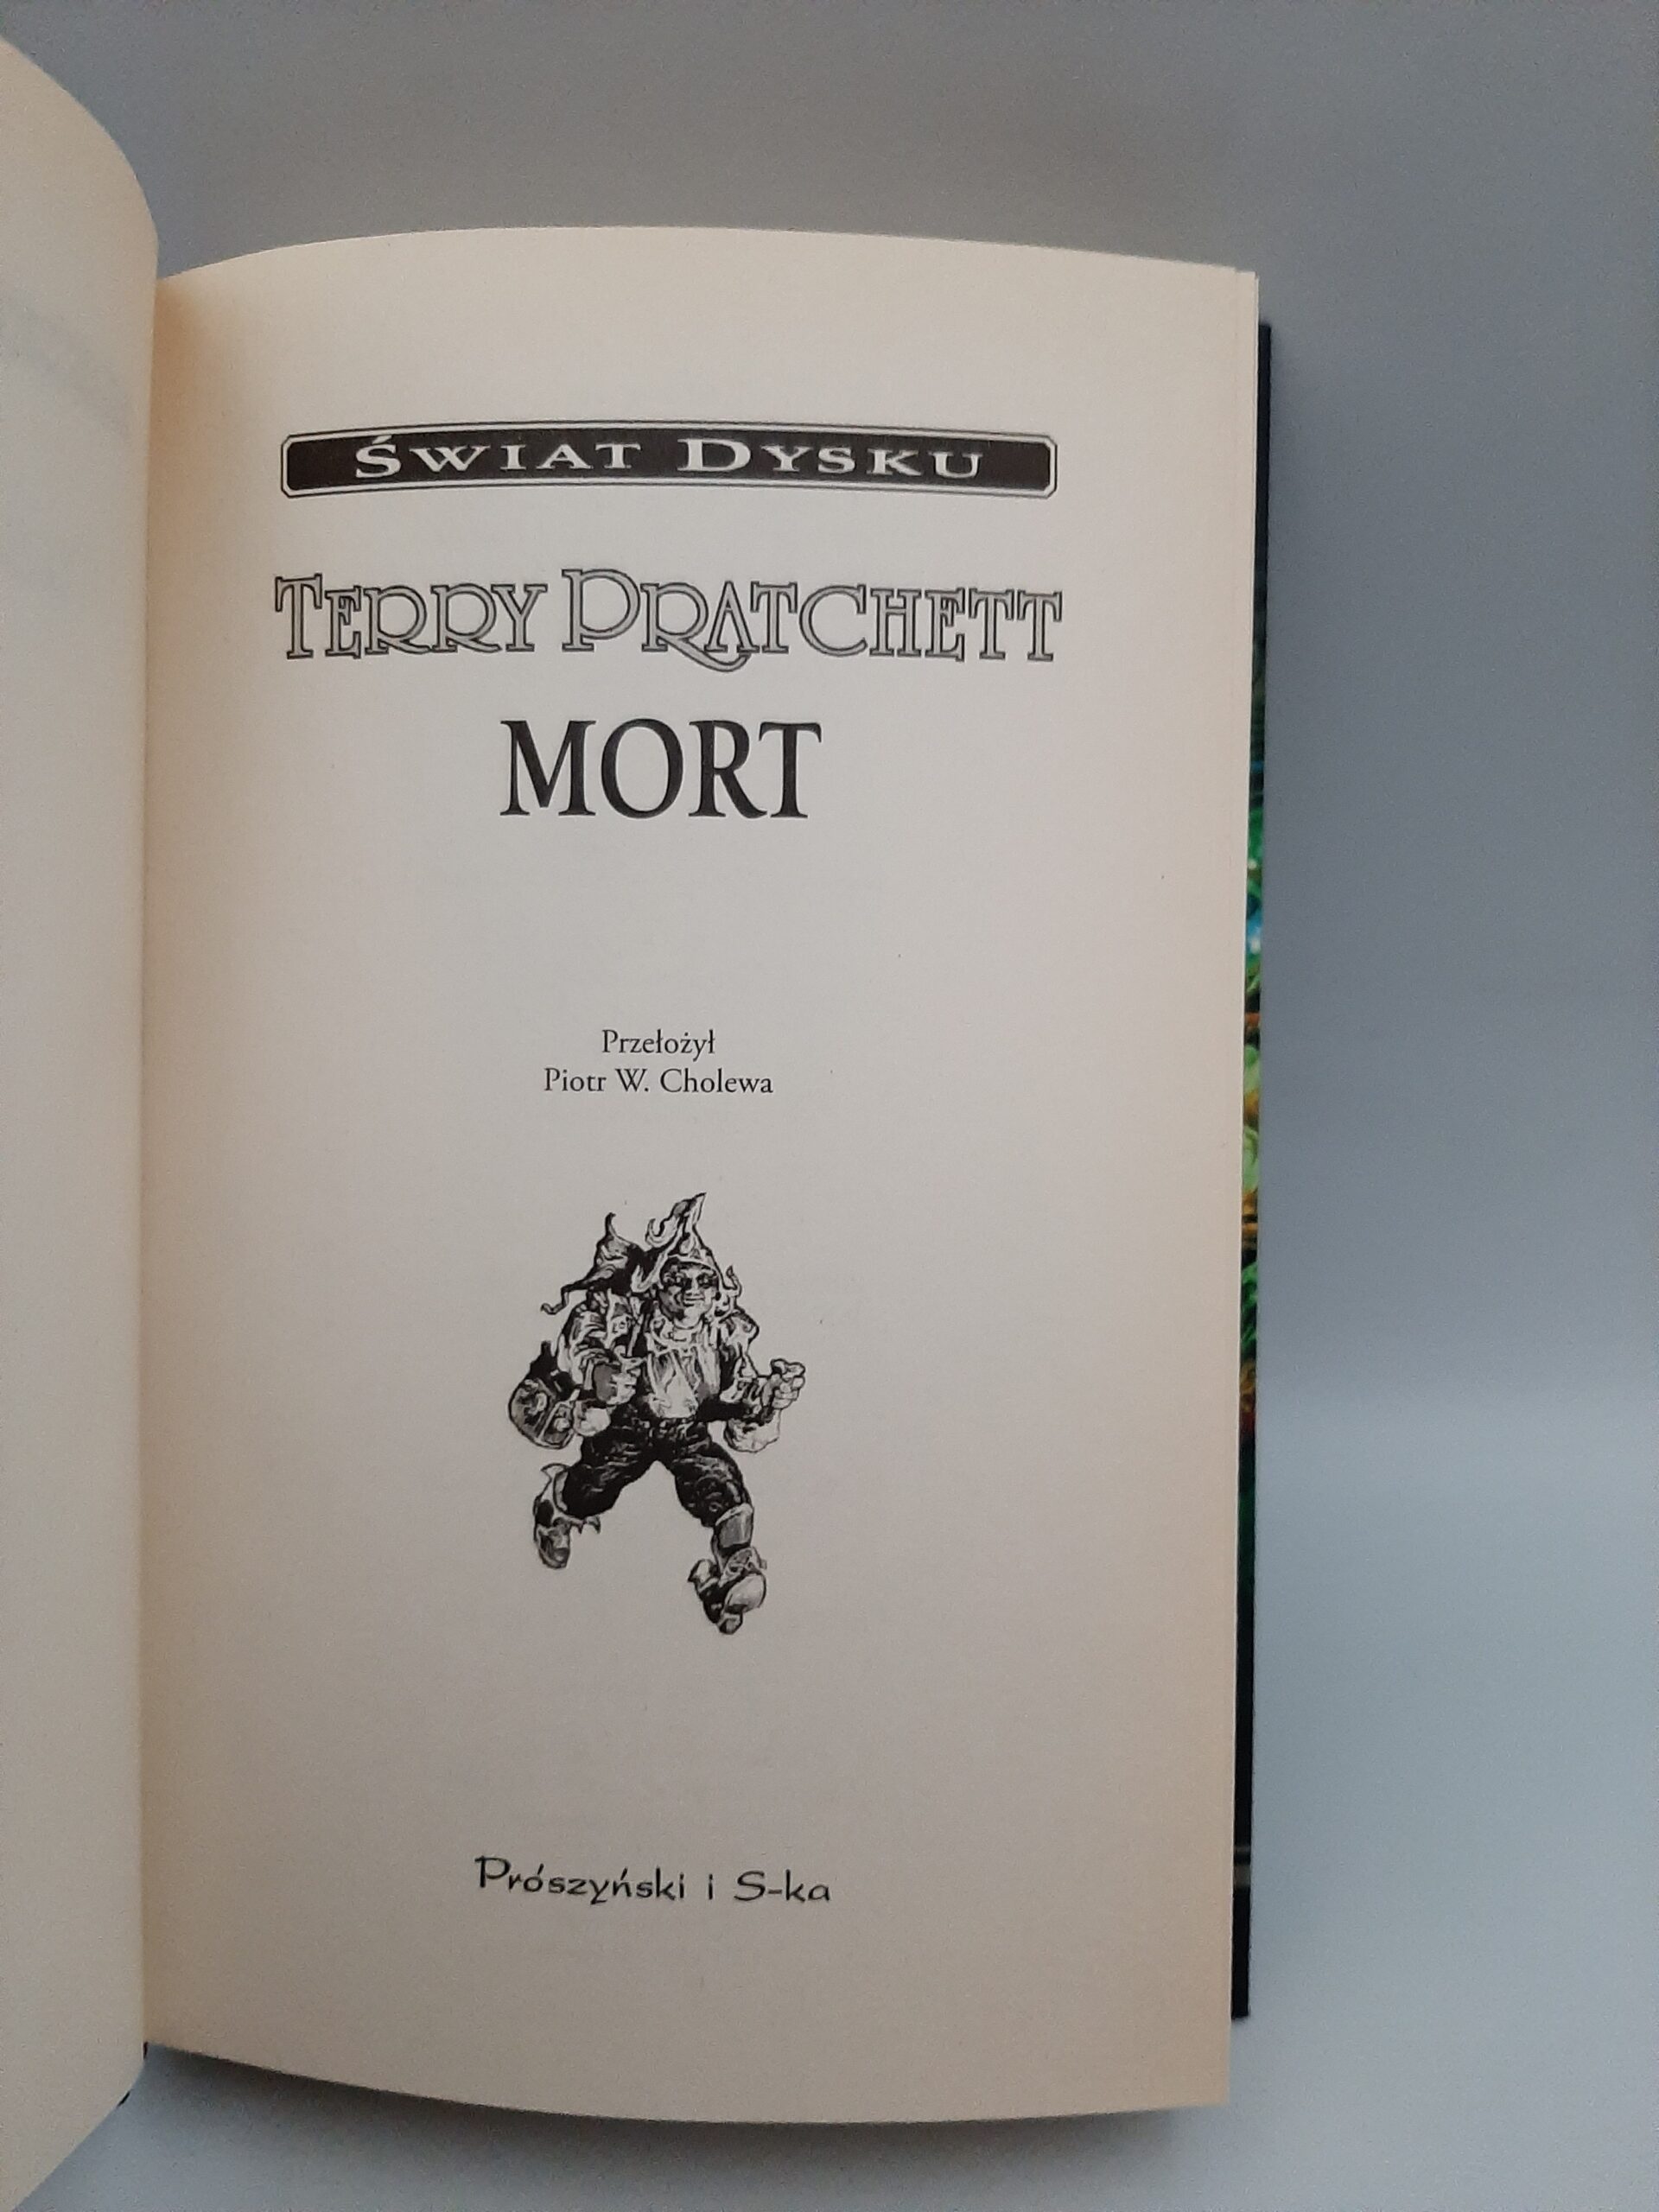 ŚWIAT DYSKU
TERRY PRATCHETT
MORT
Przełożył
Piotr W. Cholewa
Prószyński i S-ka